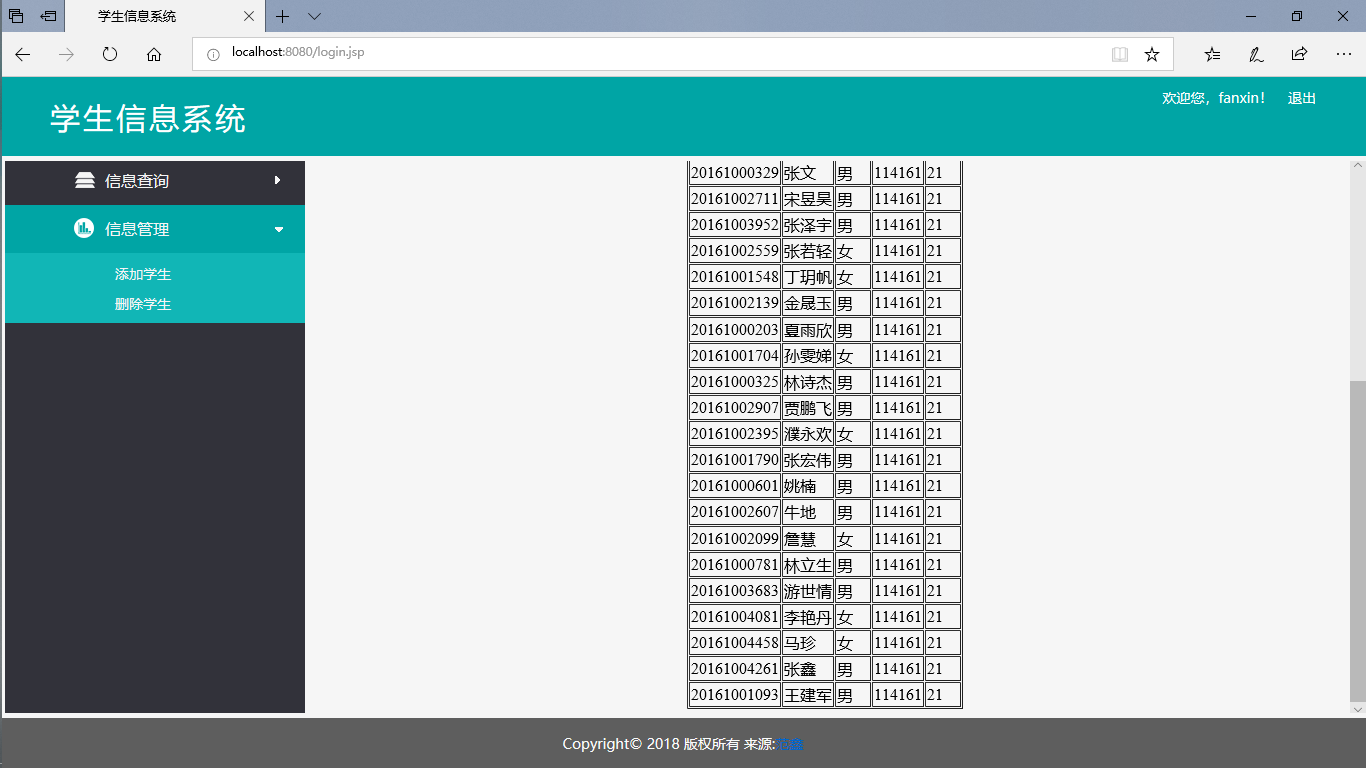 学生信息系统
localhost:8080/login.jsp
学生信息系统
欢迎您，fanxin！ 退出
信息查询
信息管理
添加学生
删除学生
20161000329 张文 男 114161 21
20161002711 宋昱昊 男 114161 21
20161003952 张泽宇 男 114161 21
20161002559 张若轻 女 114161 21
20161001548 丁玥帆 女 114161 21
20161002139 金晟玉 男 114161 21
20161000203 夏雨欣 男 114161 21
20161001704 孙雯娣 女 114161 21
20161000325 林诗杰 男 114161 21
20161002907 贾鹏飞 男 114161 21
20161002395 濮永欢 女 114161 21
20161001790 张宏伟 男 114161 21
20161000601 姚楠 男 114161 21
20161002607 牛地 男 114161 21
20161002099 詹慧 女 114161 21
20161000781 林立生 男 114161 21
20161003683 游世情 男 114161 21
20161004081 李艳丹 女 114161 21
20161004458 马珍 女 114161 21
20161004261 张鑫 男 114161 21
20161001093 王建军 男 114161 21
Copyright© 2018 版权所有 来源: